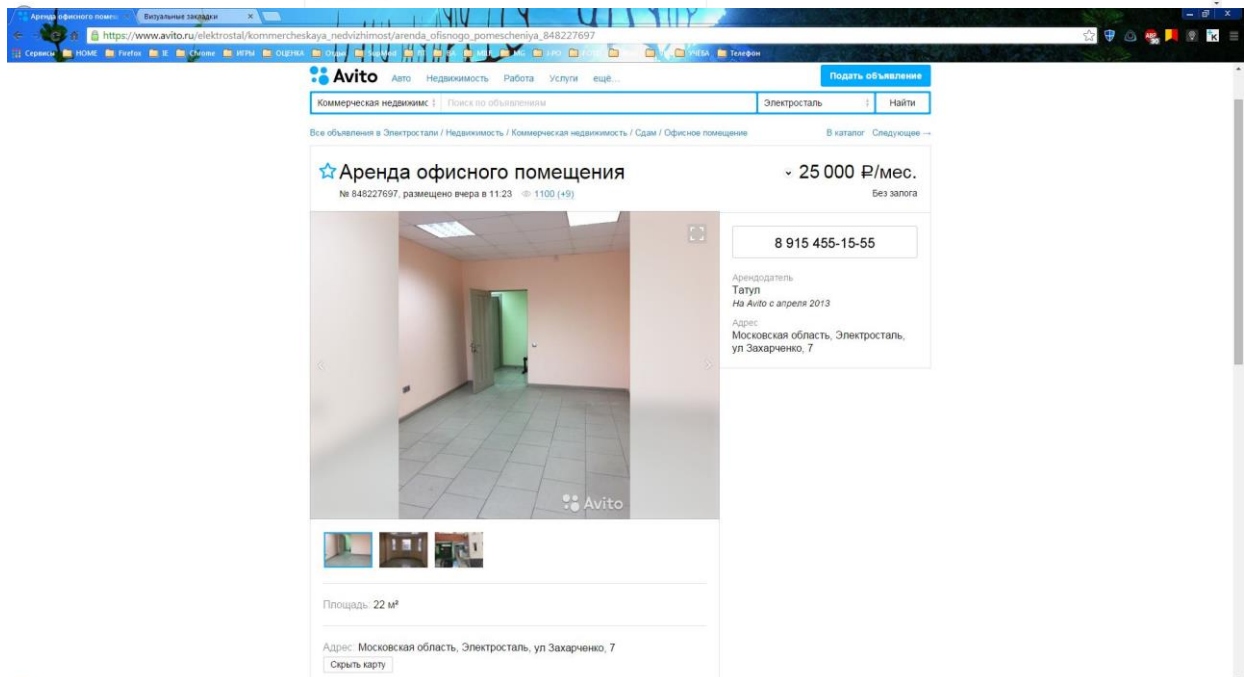 Аренда офисного помещ
Визуальные закладки
https://www.avito.ru/elektrostal/kommercheskaya_nedvizhimost/arenda_ofisnogo_pomescheniya_848227697
Сервисы HOME Firefox IE Chrome ИГРЫ ОЦЕНКА УЧЕБА Телефон
Avito Авто Недвижимость Работа Услуги ещё... Подать объявление
Коммерческая недвижимс Поиск по объявлениям Электросталь Найти
Все объявления в Электростали / Недвижимость / Коммерческая недвижимость / Сдам / Офисное помещение В каталог Следующее →
Аренда офисного помещения
25 000 ₽/мес.
№ 848227697, размещено вчера в 11:23 1100 (+9)
Без залога
8 915 455-15-55
Арендодатель
Татул
На Avito с апреля 2013
Адрес
Московская область, Электросталь,
ул Захарченко, 7
Avito
Площадь: 22 м²
Адрес: Московская область, Электросталь, ул Захарченко, 7
Скрыть карту